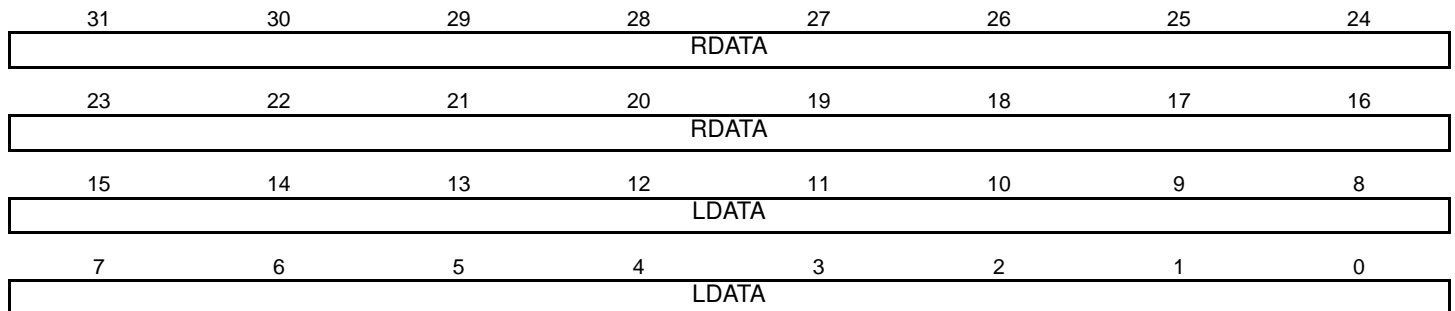 31 30 29 28 27 26 25 24
RDATA
23 22 21 20 19 18 17 16
RDATA
15 14 13 12 11 10 9 8
LDATA
7 6 5 4 3 2 1 0
LDATA